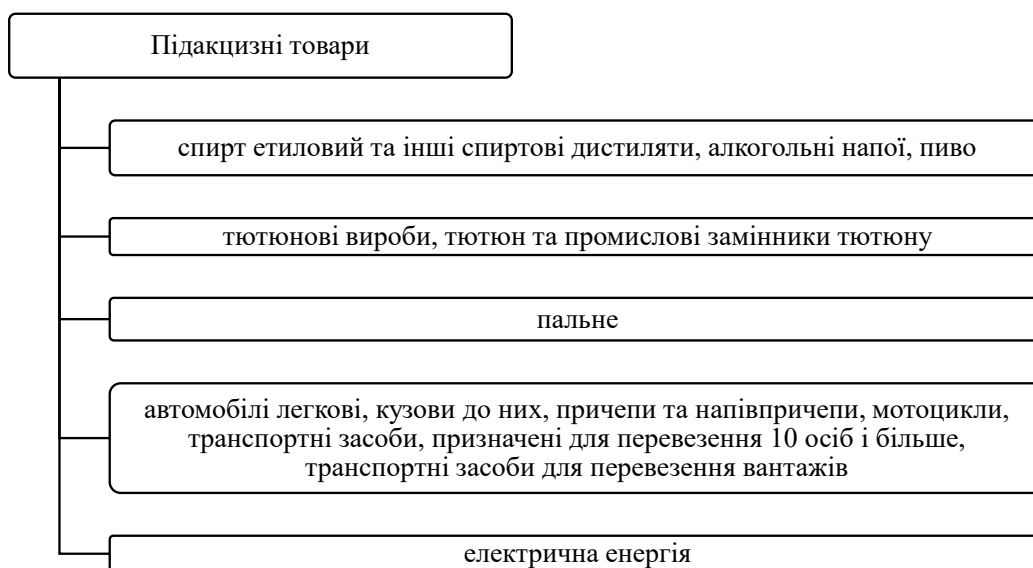 Підакцизні товари
спирт етиловий та інші спиртові дистиляти, алкогольні напої, пиво
тютюнові вироби, тютюн та промислові замінники тютюну
пальне
автомобілі легкові, кузови до них, причепи та напівпричепи, мотоцикли,
транспортні засоби, призначені для перевезення 10 осіб і більше,
транспортні засоби для перевезення вантажів
електрична енергія